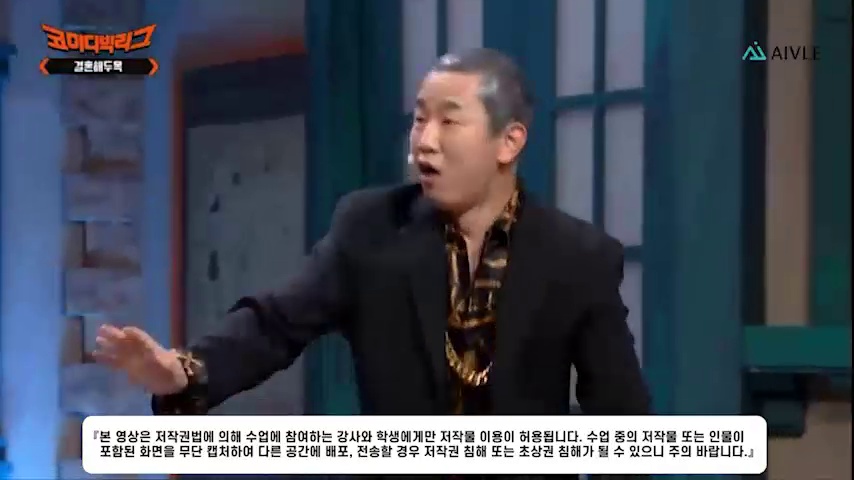 코미디빅리그
결혼해두목
AIVLE
『본 영상은 저작권법에 의해 수업에 참여하는 강사와 학생에게만 저작물 이용이 허용됩니다. 수업 중의 저작물 또는 인물이
포함된 화면을 무단 캡처하여 다른 공간에 배포, 전송할 경우 저작권 침해 또는 초상권 침해가 될 수 있으니 주의 바랍니다.』